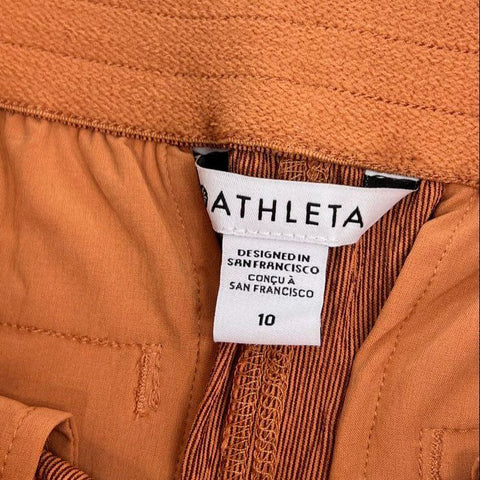 ATHLETA
DESIGNED IN
SAN FRANCISCO
CONÇU À
SAN FRANCISCO
10